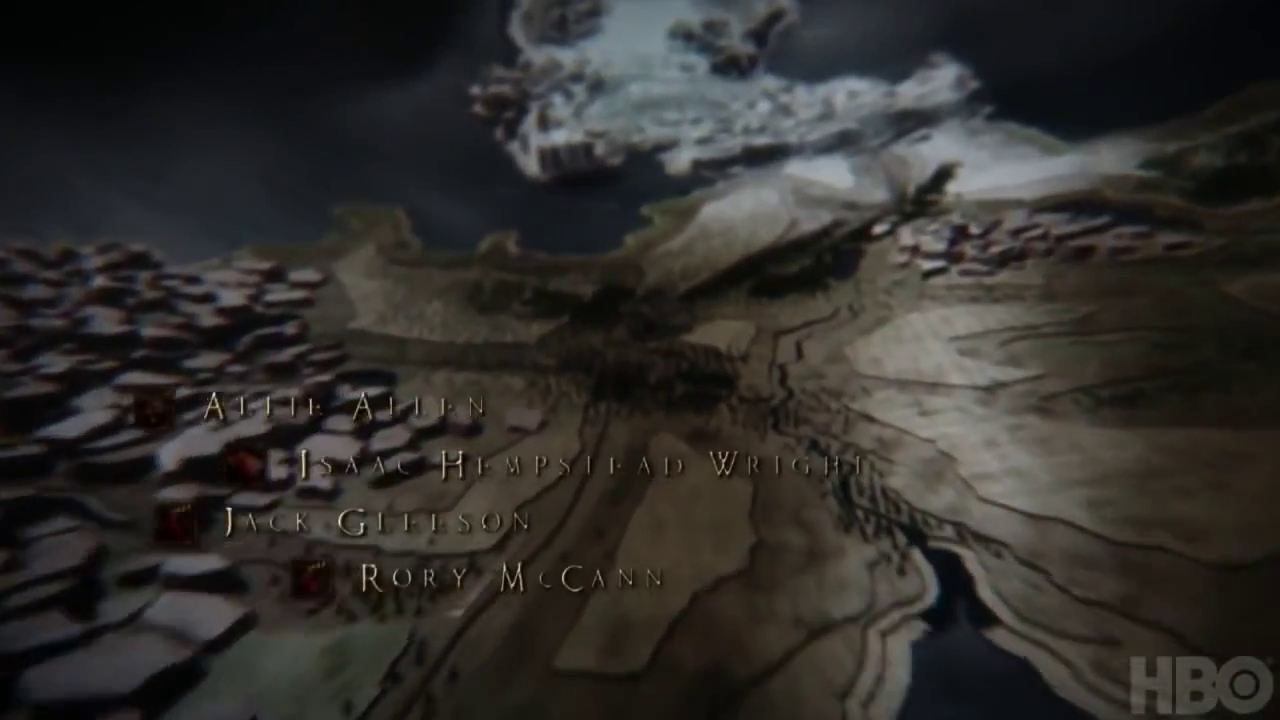 Alfie Allen
Isaac Hempstead Wright
Jack Gleeson
Rory McCann
HBO